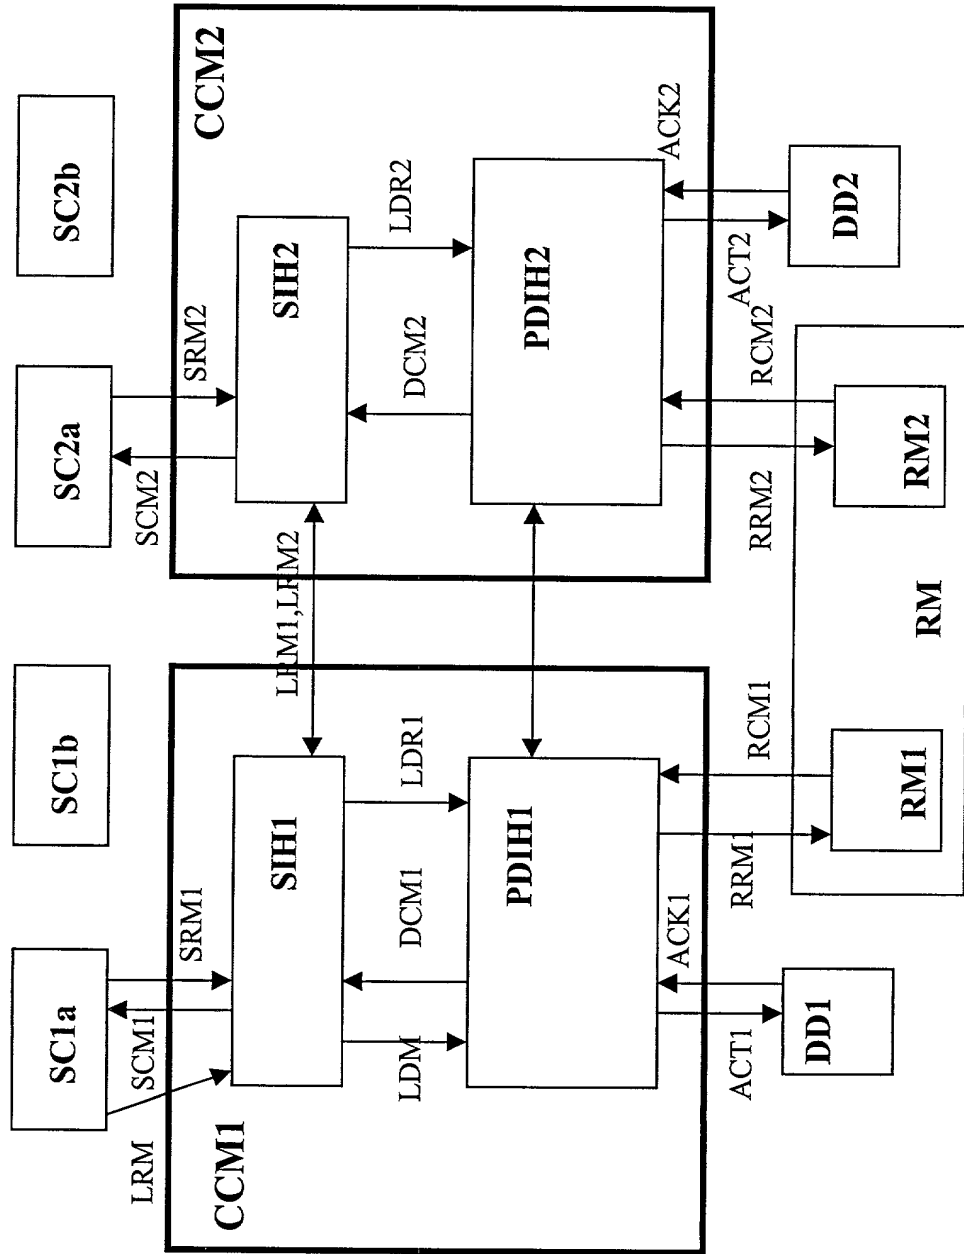 SC1a
SC1b
SC2a
SC2b
LRM
SCM1
SRM1
SCM2
SRM2
CCM1
CCM2
SIH1
LRM1,LRM2
SIH2
LDM
DCM1
LDR1
DCM2
LDR2
PDIH1
PDIH2
ACK1
ACK2
ACT1
RRM1
RCM1
RRM2
RCM2
ACT2
DD1
DD2
RM1
RM
RM2